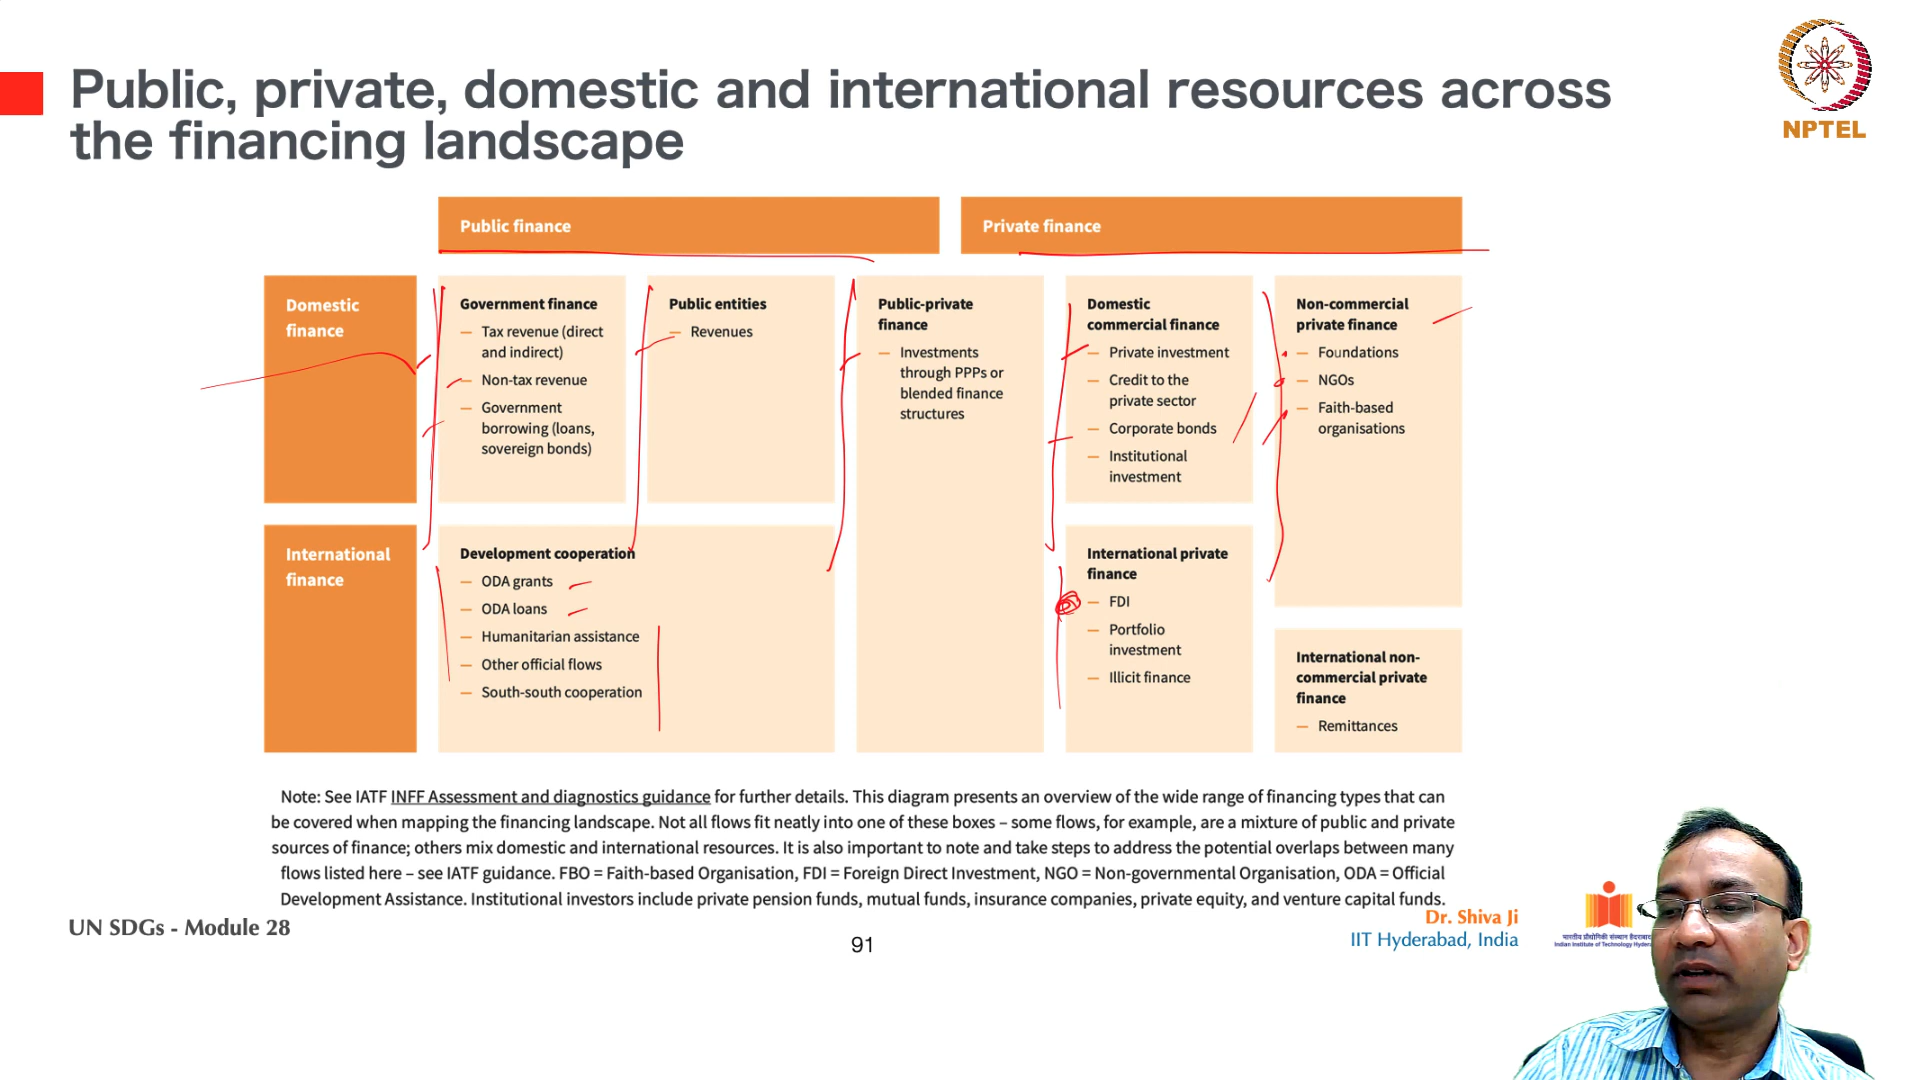 Public, private, domestic and international resources across
the financing landscape
NPTEL
Public finance
Private finance
Domestic
finance
Government finance
— Tax revenue (direct
and indirect)
— Non-tax revenue
— Government
borrowing (loans,
sovereign bonds)
Public entities
— Revenues
Public-private
finance
— Investments
through PPPs or
blended finance
structures
Domestic
commercial finance
— Private investment
— Credit to the
private sector
— Corporate bonds
— Institutional
investment
Non-commercial
private finance
— Foundations
— NGOs
— Faith-based
organisations
International
finance
Development cooperation
— ODA grants
— ODA loans
— Humanitarian assistance
— Other official flows
— South-south cooperation
International private
finance
— FDI
— Portfolio
investment
— Illicit finance
International non-
commercial private
finance
— Remittances
Note: See IATF INFF Assessment and diagnostics guidance for further details. This diagram presents an overview of the wide range of financing types that can
be covered when mapping the financing landscape. Not all flows fit neatly into one of these boxes – some flows, for example, are a mixture of public and private
sources of finance; others mix domestic and international resources. It is also important to note and take steps to address the potential overlaps between many
flows listed here – see IATF guidance. FBO = Faith-based Organisation, FDI = Foreign Direct Investment, NGO = Non-governmental Organisation, ODA = Official
Development Assistance. Institutional investors include private pension funds, mutual funds, insurance companies, private equity, and venture capital funds.
UN SDGs - Module 28
91
Dr. Shiva Ji
IIT Hyderabad, India
भारतीय प्रौद्योगिकी संस्थान हैदराबाद
Indian Institute of Technology